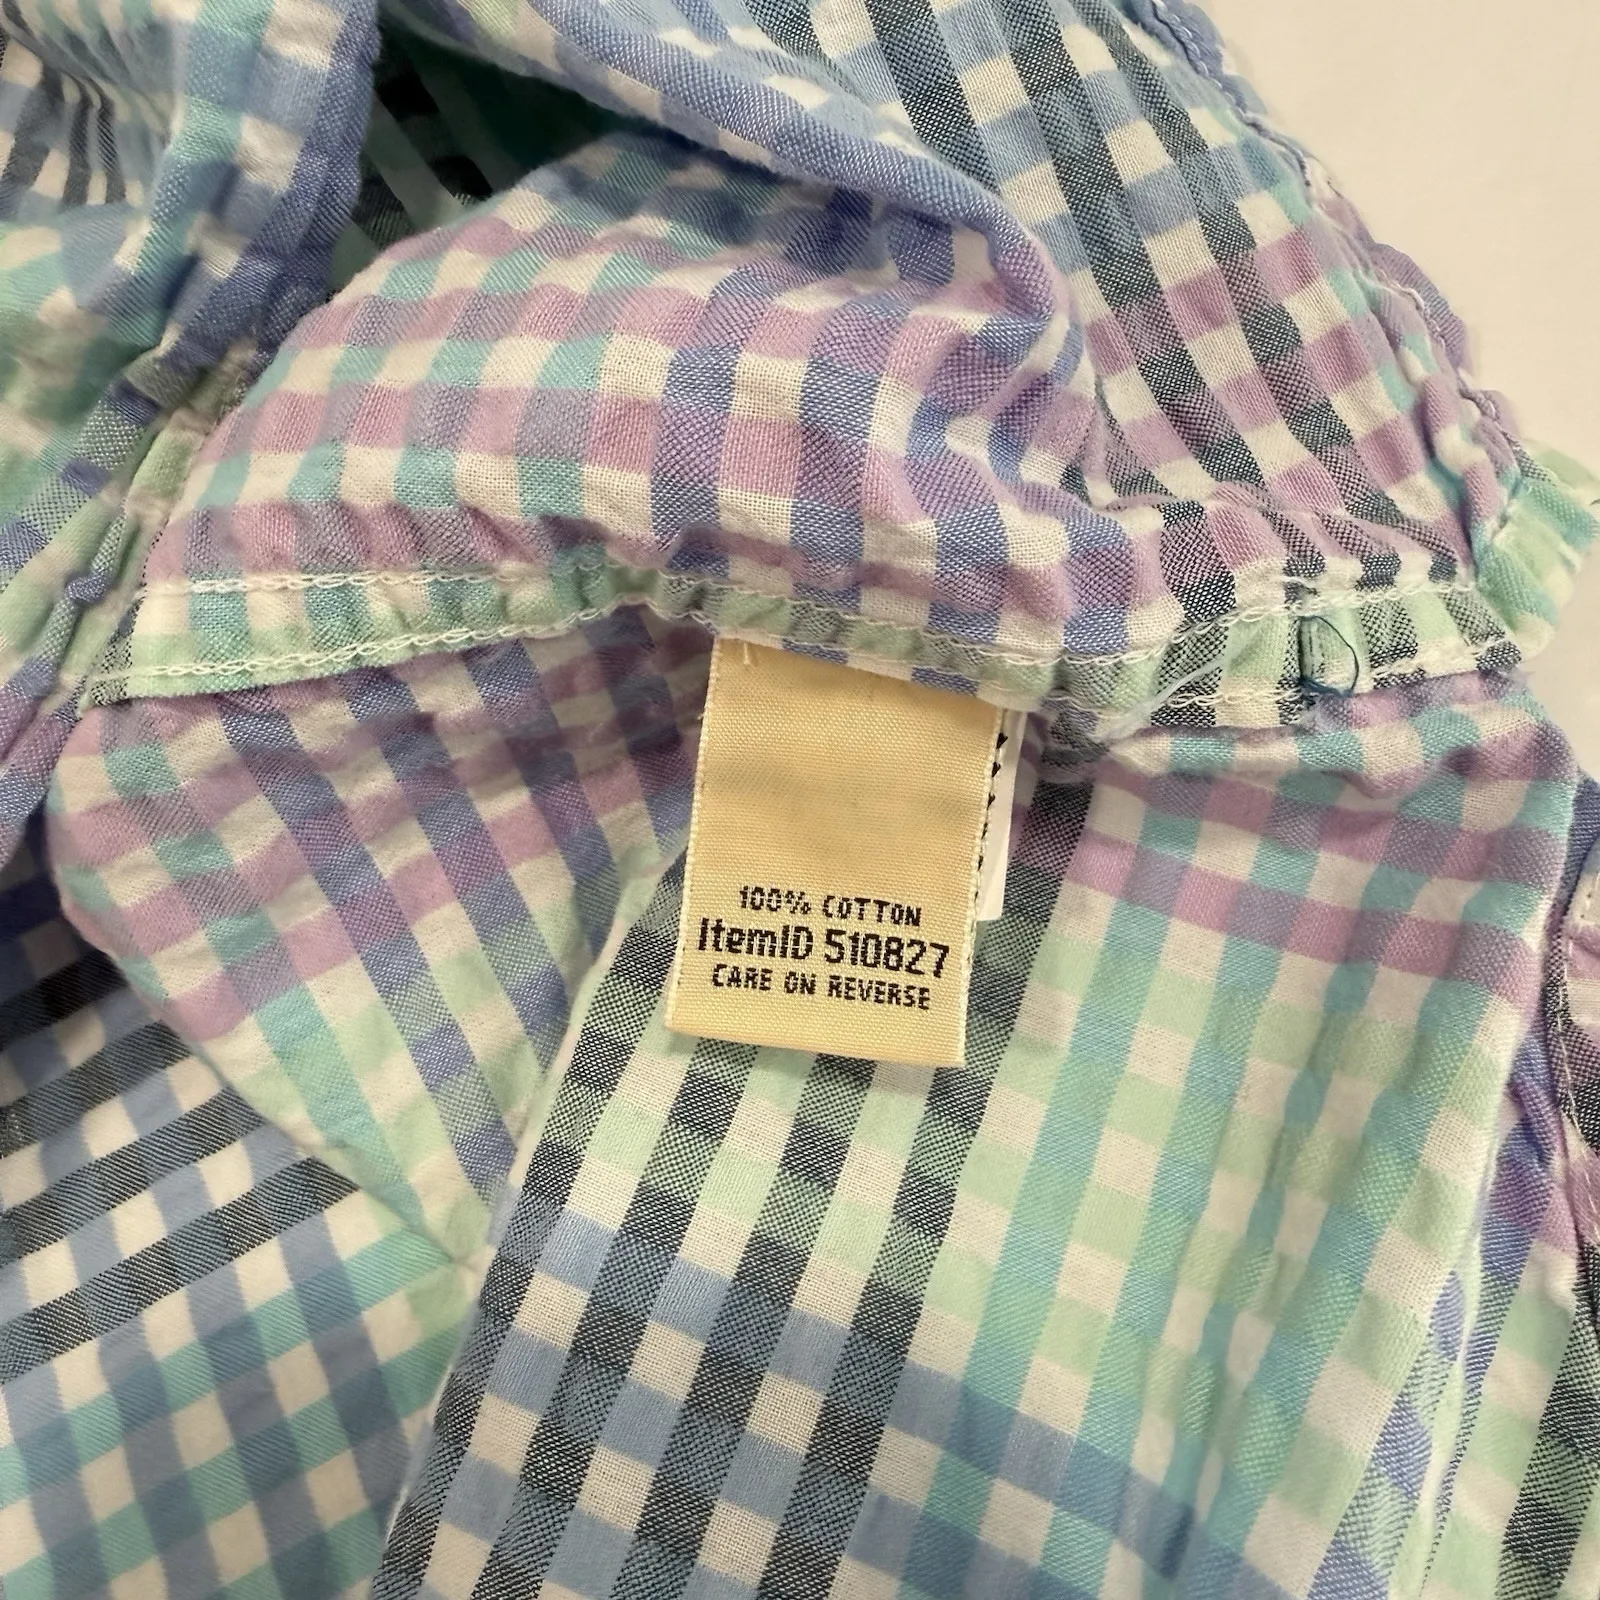 100% COTTON
ItemID 510827
CARE ON REVERSE